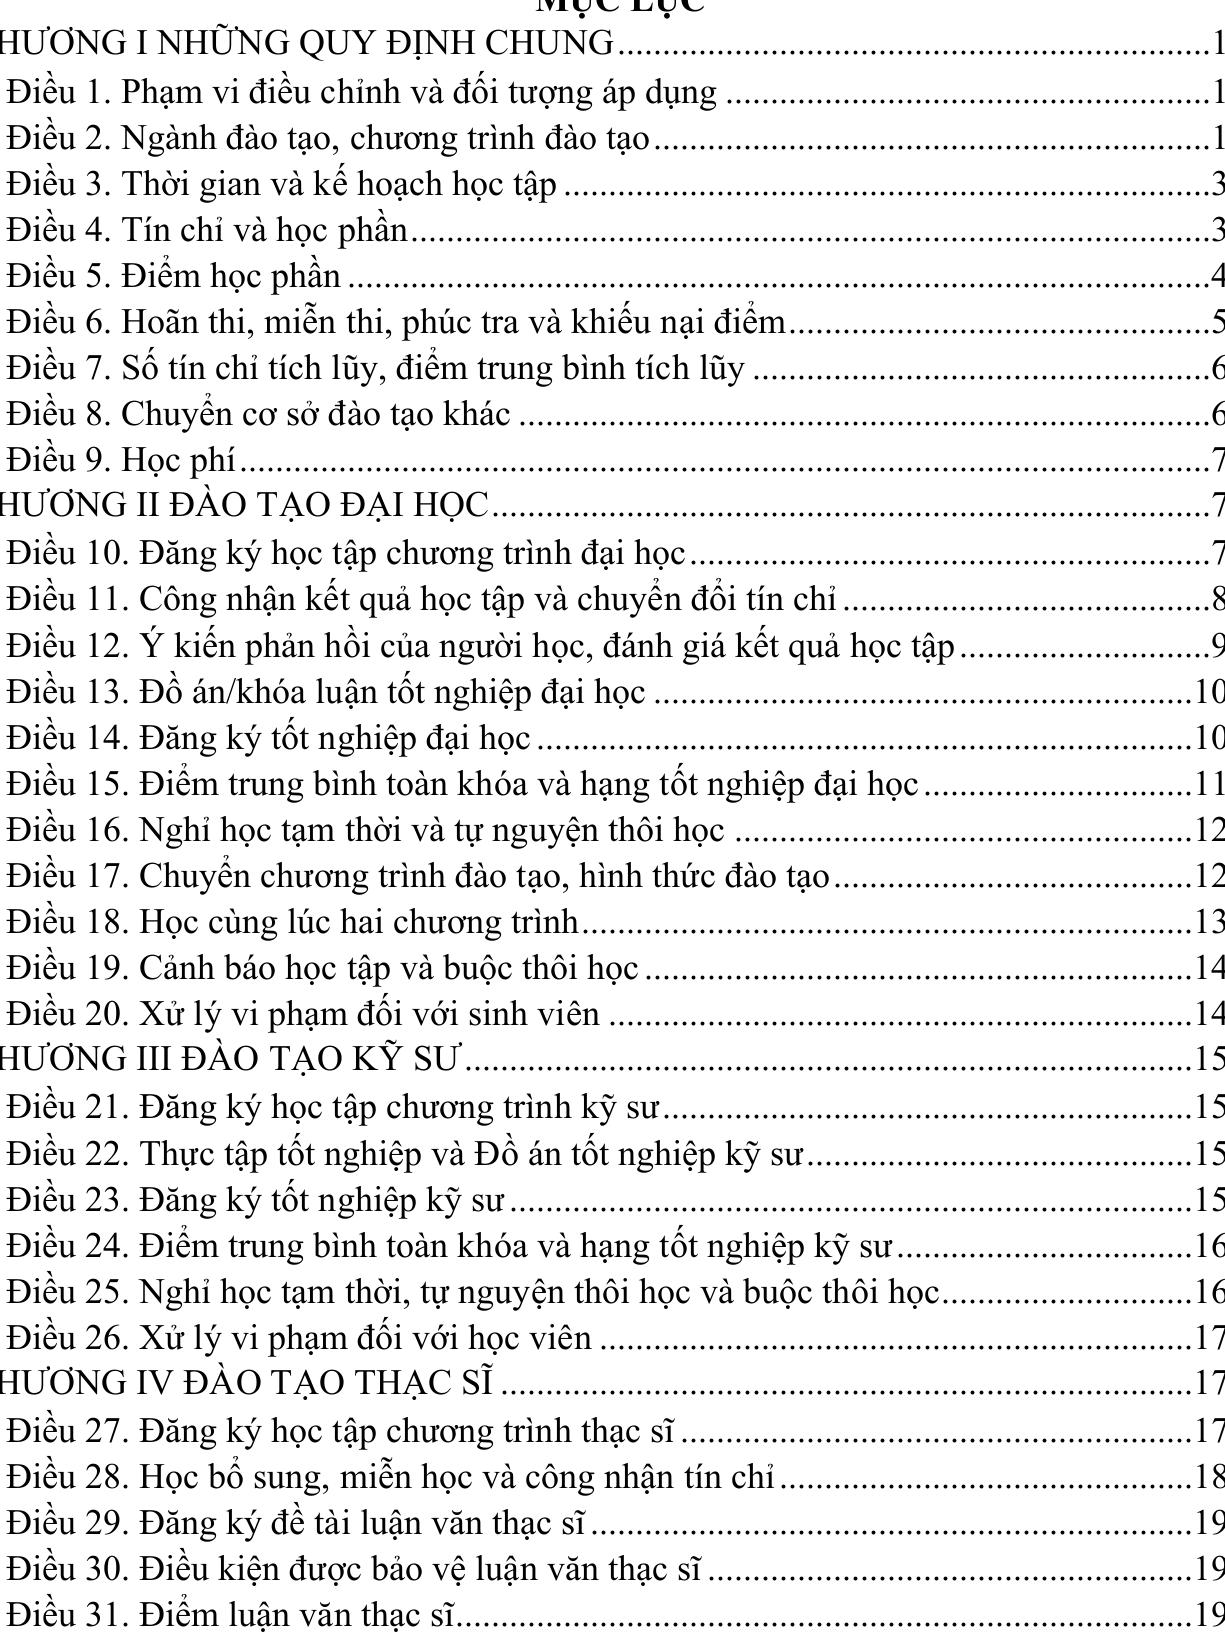 MỤC LỤC
HƯƠNG I NHỮNG QUY ĐỊNH CHUNG...1
Điều 1. Phạm vi điều chỉnh và đối tượng áp dụng...1
Điều 2. Ngành đào tạo, chương trình đào tạo...1
Điều 3. Thời gian và kế hoạch học tập...3
Điều 4. Tín chỉ và học phần...3
Điều 5. Điểm học phần...4
Điều 6. Hoãn thi, miễn thi, phúc tra và khiếu nại điểm...5
Điều 7. Số tín chỉ tích lũy, điểm trung bình tích lũy...6
Điều 8. Chuyển cơ sở đào tạo khác...6
Điều 9. Học phí...7
HƯƠNG II ĐÀO TẠO ĐẠI HỌC...7
Điều 10. Đăng ký học tập chương trình đại học...7
Điều 11. Công nhận kết quả học tập và chuyển đổi tín chỉ...8
Điều 12. Ý kiến phản hồi của người học, đánh giá kết quả học tập...9
Điều 13. Đồ án/khóa luận tốt nghiệp đại học...10
Điều 14. Đăng ký tốt nghiệp đại học...10
Điều 15. Điểm trung bình toàn khóa và hạng tốt nghiệp đại học...11
Điều 16. Nghỉ học tạm thời và tự nguyện thôi học...12
Điều 17. Chuyển chương trình đào tạo, hình thức đào tạo...12
Điều 18. Học cùng lúc hai chương trình...13
Điều 19. Cảnh báo học tập và buộc thôi học...14
Điều 20. Xử lý vi phạm đối với sinh viên...14
HƯƠNG III ĐÀO TẠO KỸ SƯ...15
Điều 21. Đăng ký học tập chương trình kỹ sư...15
Điều 22. Thực tập tốt nghiệp và Đồ án tốt nghiệp kỹ sư...15
Điều 23. Đăng ký tốt nghiệp kỹ sư...15
Điều 24. Điểm trung bình toàn khóa và hạng tốt nghiệp kỹ sư...16
Điều 25. Nghỉ học tạm thời, tự nguyện thôi học và buộc thôi học...16
Điều 26. Xử lý vi phạm đối với học viên...17
HƯƠNG IV ĐÀO TẠO THẠC SĨ...17
Điều 27. Đăng ký học tập chương trình thạc sĩ...17
Điều 28. Học bổ sung, miễn học và công nhận tín chỉ...18
Điều 29. Đăng ký đề tài luận văn thạc sĩ...19
Điều 30. Điều kiện được bảo vệ luận văn thạc sĩ...19
Điều 31. Điểm luận văn thạc sĩ...19